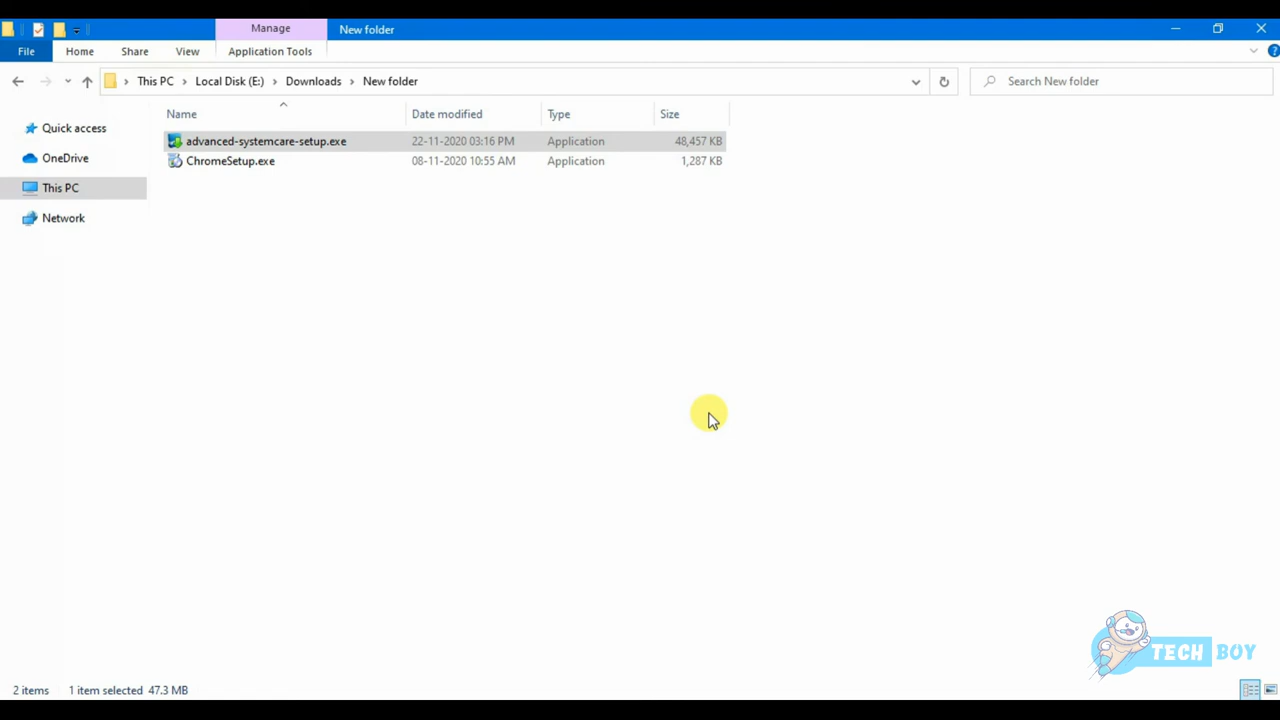 Manage New folder
File Home Share View Application Tools
This PC Local Disk (E:) Downloads New folder Search New folder
Name Date modified Type Size
Quick access
OneDrive
This PC
Network
advanced-systemcare-setup.exe 22-11-2020 03:16 PM Application 48,457 KB
ChromeSetup.exe 08-11-2020 10:55 AM Application 1,287 KB
TECH BOY
2 items 1 item selected 47.3 MB